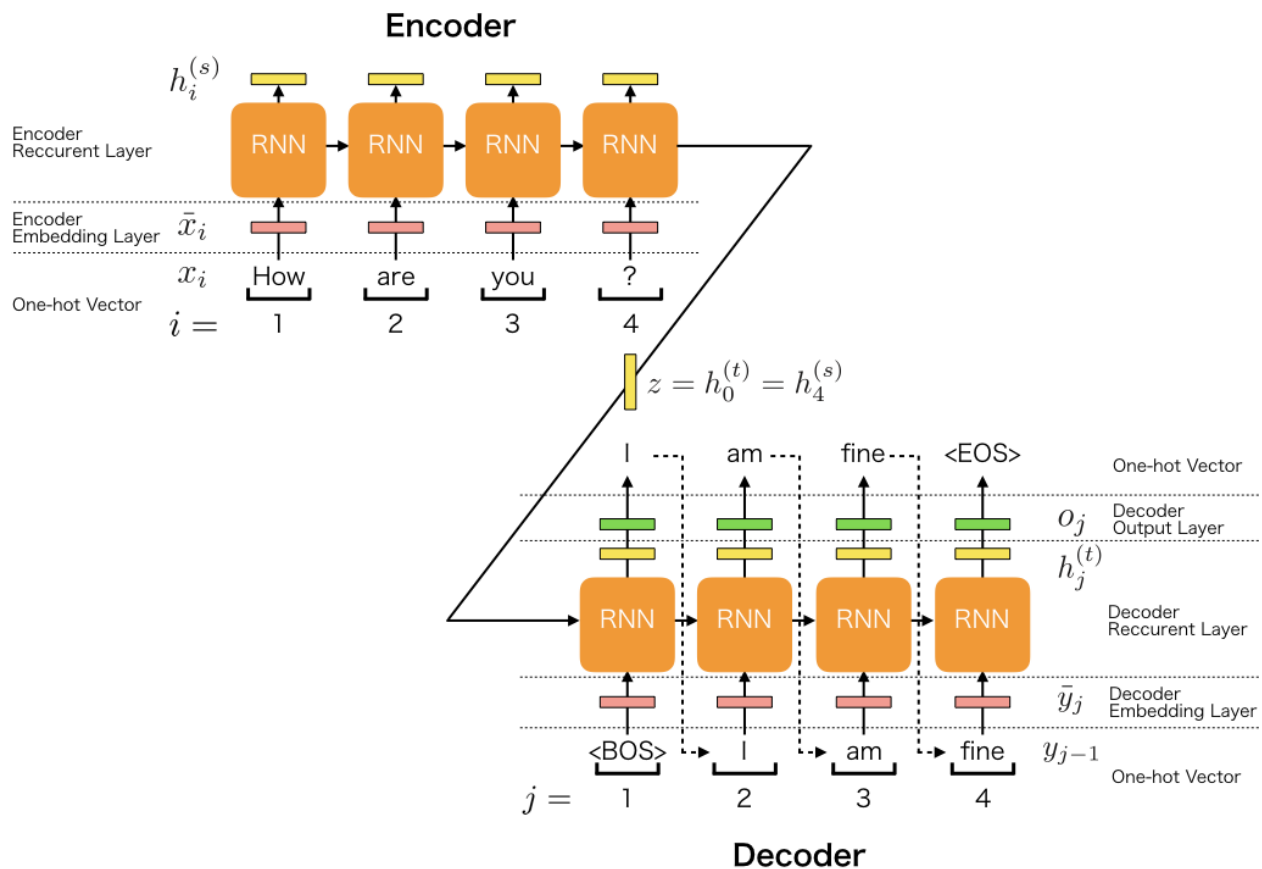 Encoder
h_i^{(s)}
RNN RNN RNN RNN
Encoder
Reccurent Layer
Encoder
Embedding Layer
x̄_i
x_i How are you ?
One-hot Vector
i = 1 2 3 4
z = h_0^{(t)} = h_4^{(s)}
I am fine <EOS> One-hot Vector
o_j
Decoder
Output Layer
h_j^{(t)}
RNN RNN RNN RNN
Decoder
Reccurent Layer
ȳ_j
Decoder
Embedding Layer
<BOS> I am fine y_{j-1}
One-hot Vector
j = 1 2 3 4
Decoder